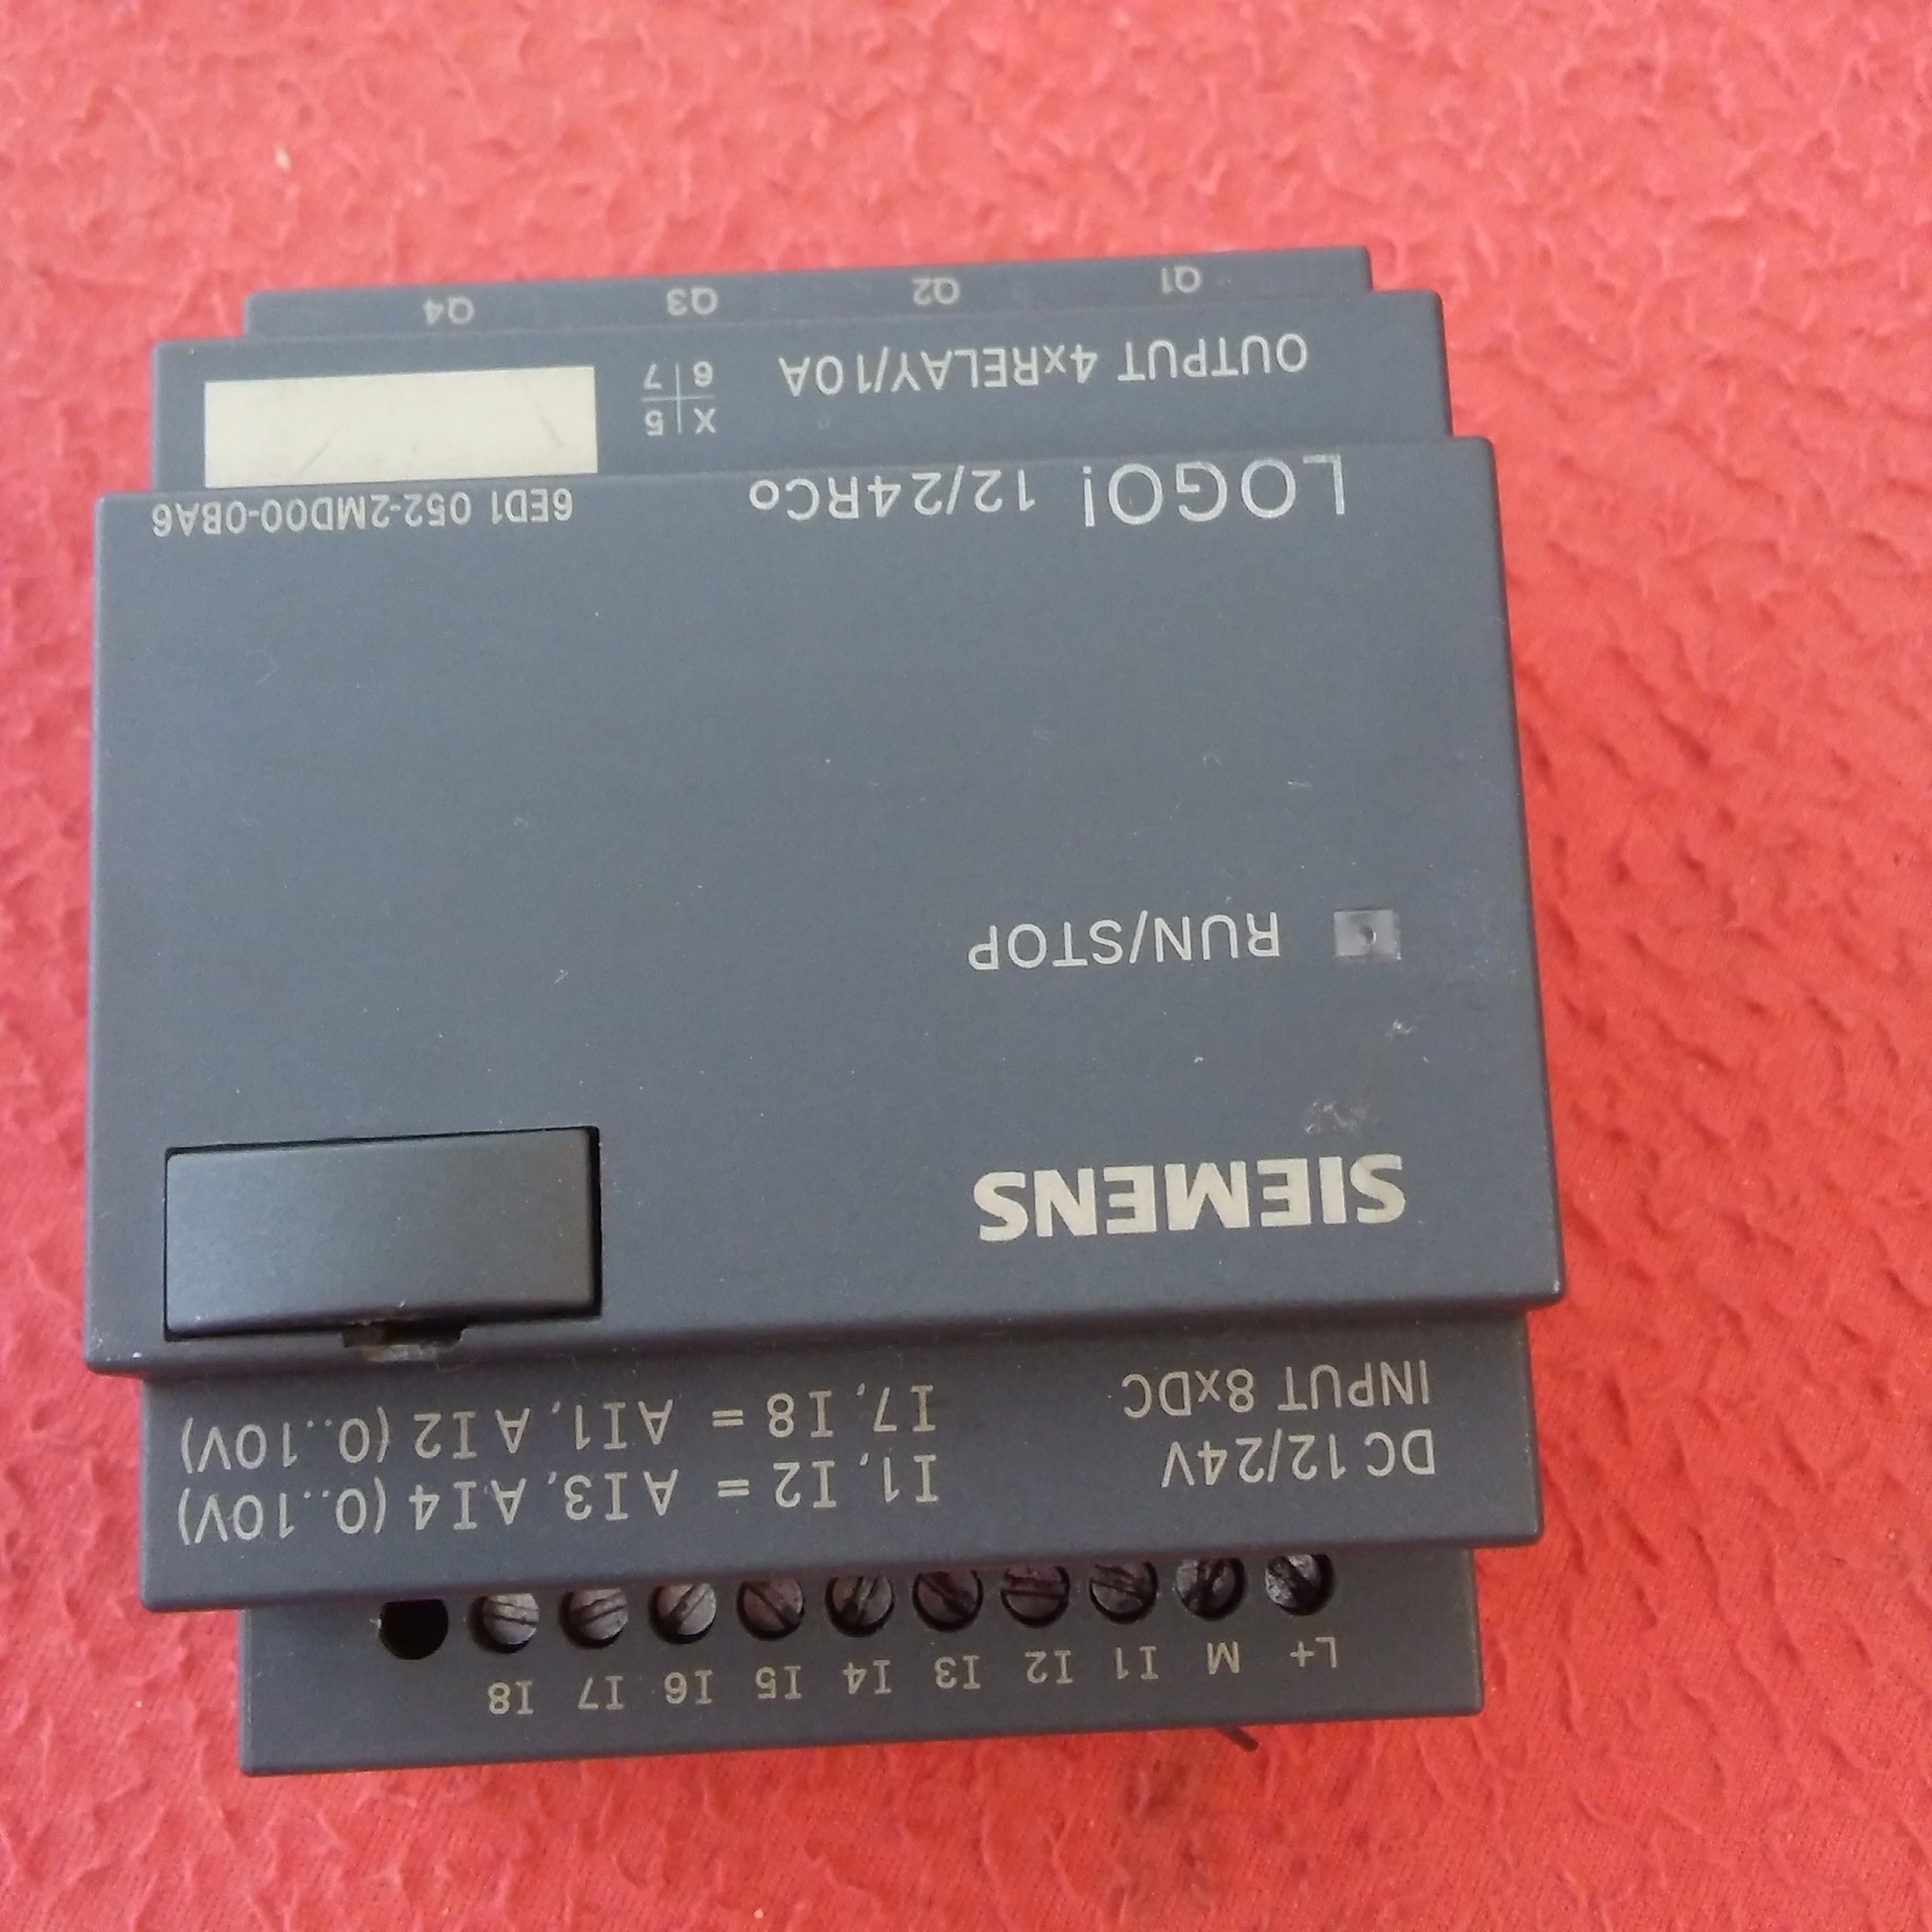 L+ M I1 I2 I3 I4 I5 I6 I7 I8
DC 12/24V
INPUT 8xDC
I1, I2 = AI3, AI4 (0..10V)
I7, I8 = AI1, AI2 (0..10V)
SIEMENS
RUN/STOP
LOGO! 12/24RCo
6ED1 052-2MD00-0BA6
OUTPUT 4xRELAY/10A
X 5
6 7
Q1 Q2 Q3 Q4